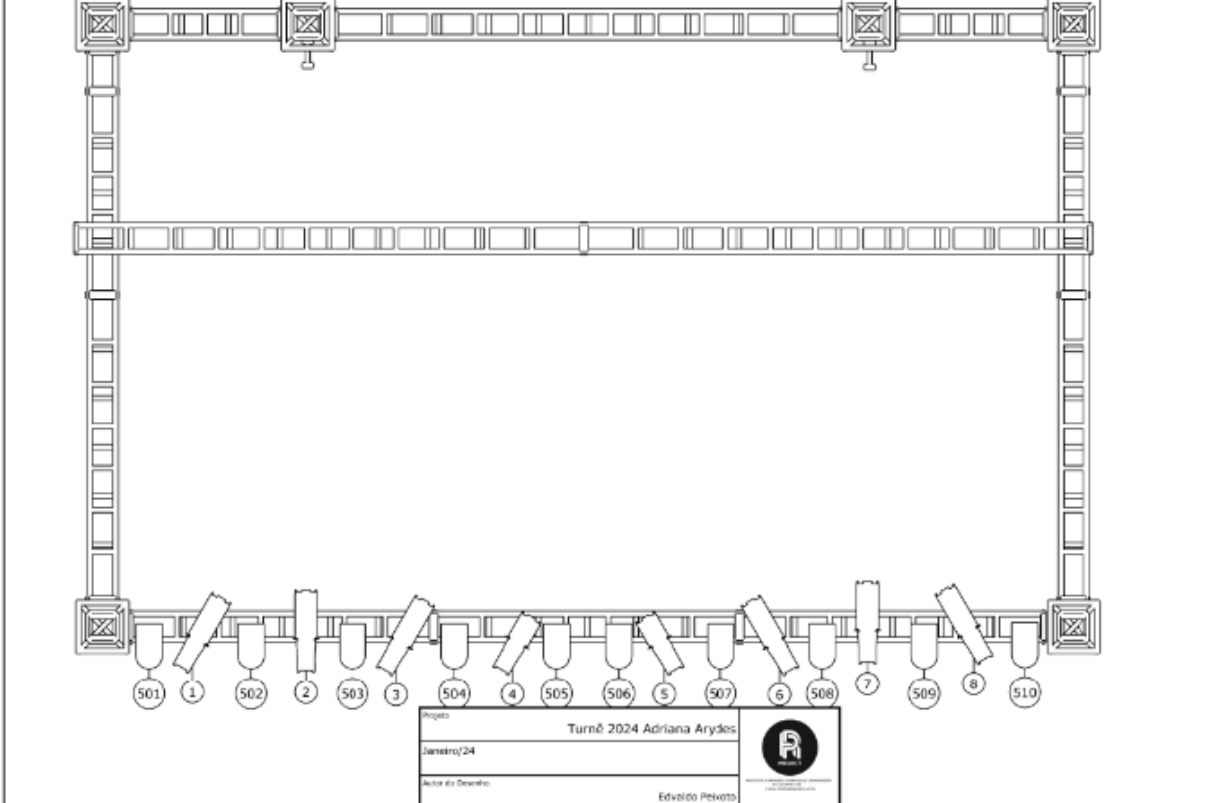 501 1 502 2 503 3 504 4 505 506 5 507 6 508 7 509 8 510
Projeto
Turnê 2024 Adriana Arydes
Janeiro/24
Autor do Desenho
Edvaldo Peixoto
PROJECT